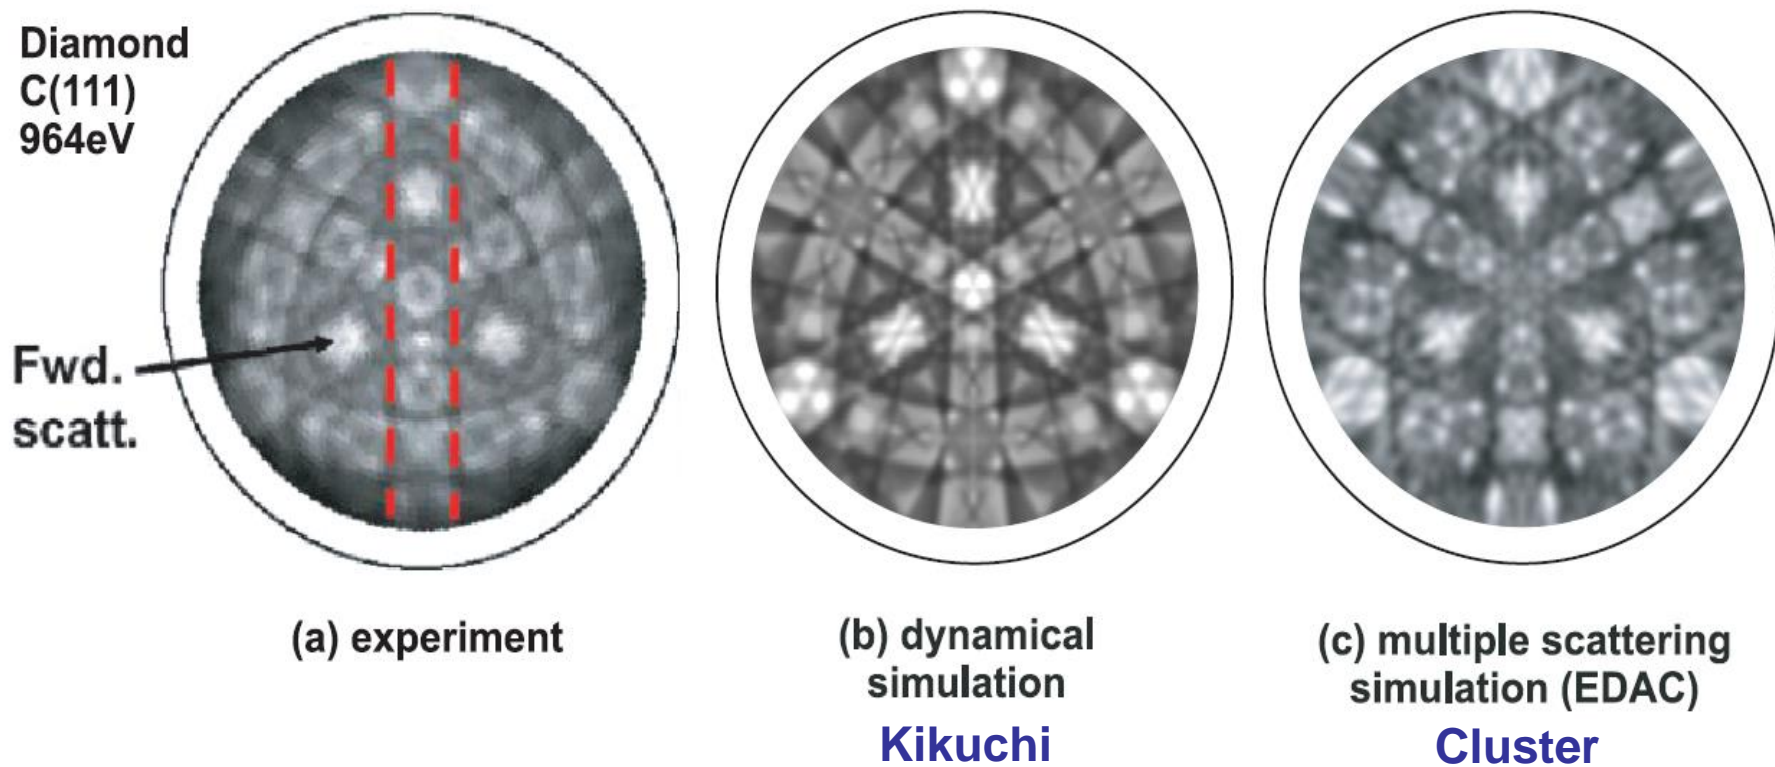 Diamond
C(111)
964eV
Fwd.
scatt.
(a) experiment
(b) dynamical
simulation
Kikuchi
(c) multiple scattering
simulation (EDAC)
Cluster